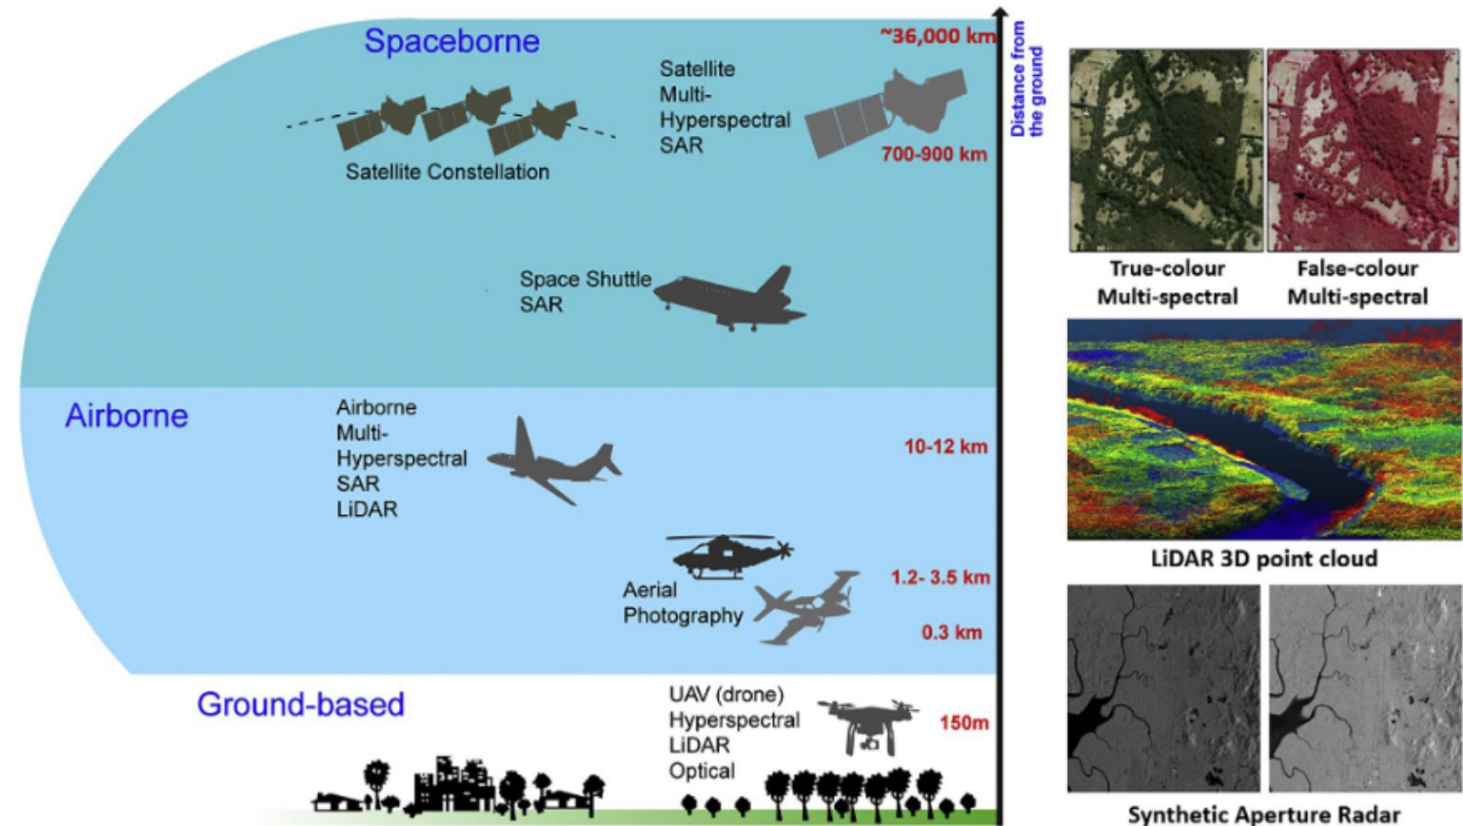 Spaceborne
~36,000 km
Distance from
the ground
Satellite
Multi-
Hyperspectral
SAR
700-900 km
Satellite Constellation
Space Shuttle
SAR
Airborne
Airborne
Multi-
Hyperspectral
SAR
LiDAR
10-12 km
Aerial
Photography
1.2- 3.5 km
0.3 km
Ground-based
UAV (drone)
Hyperspectral
LiDAR
Optical
150m
True-colour
Multi-spectral
False-colour
Multi-spectral
LiDAR 3D point cloud
Synthetic Aperture Radar